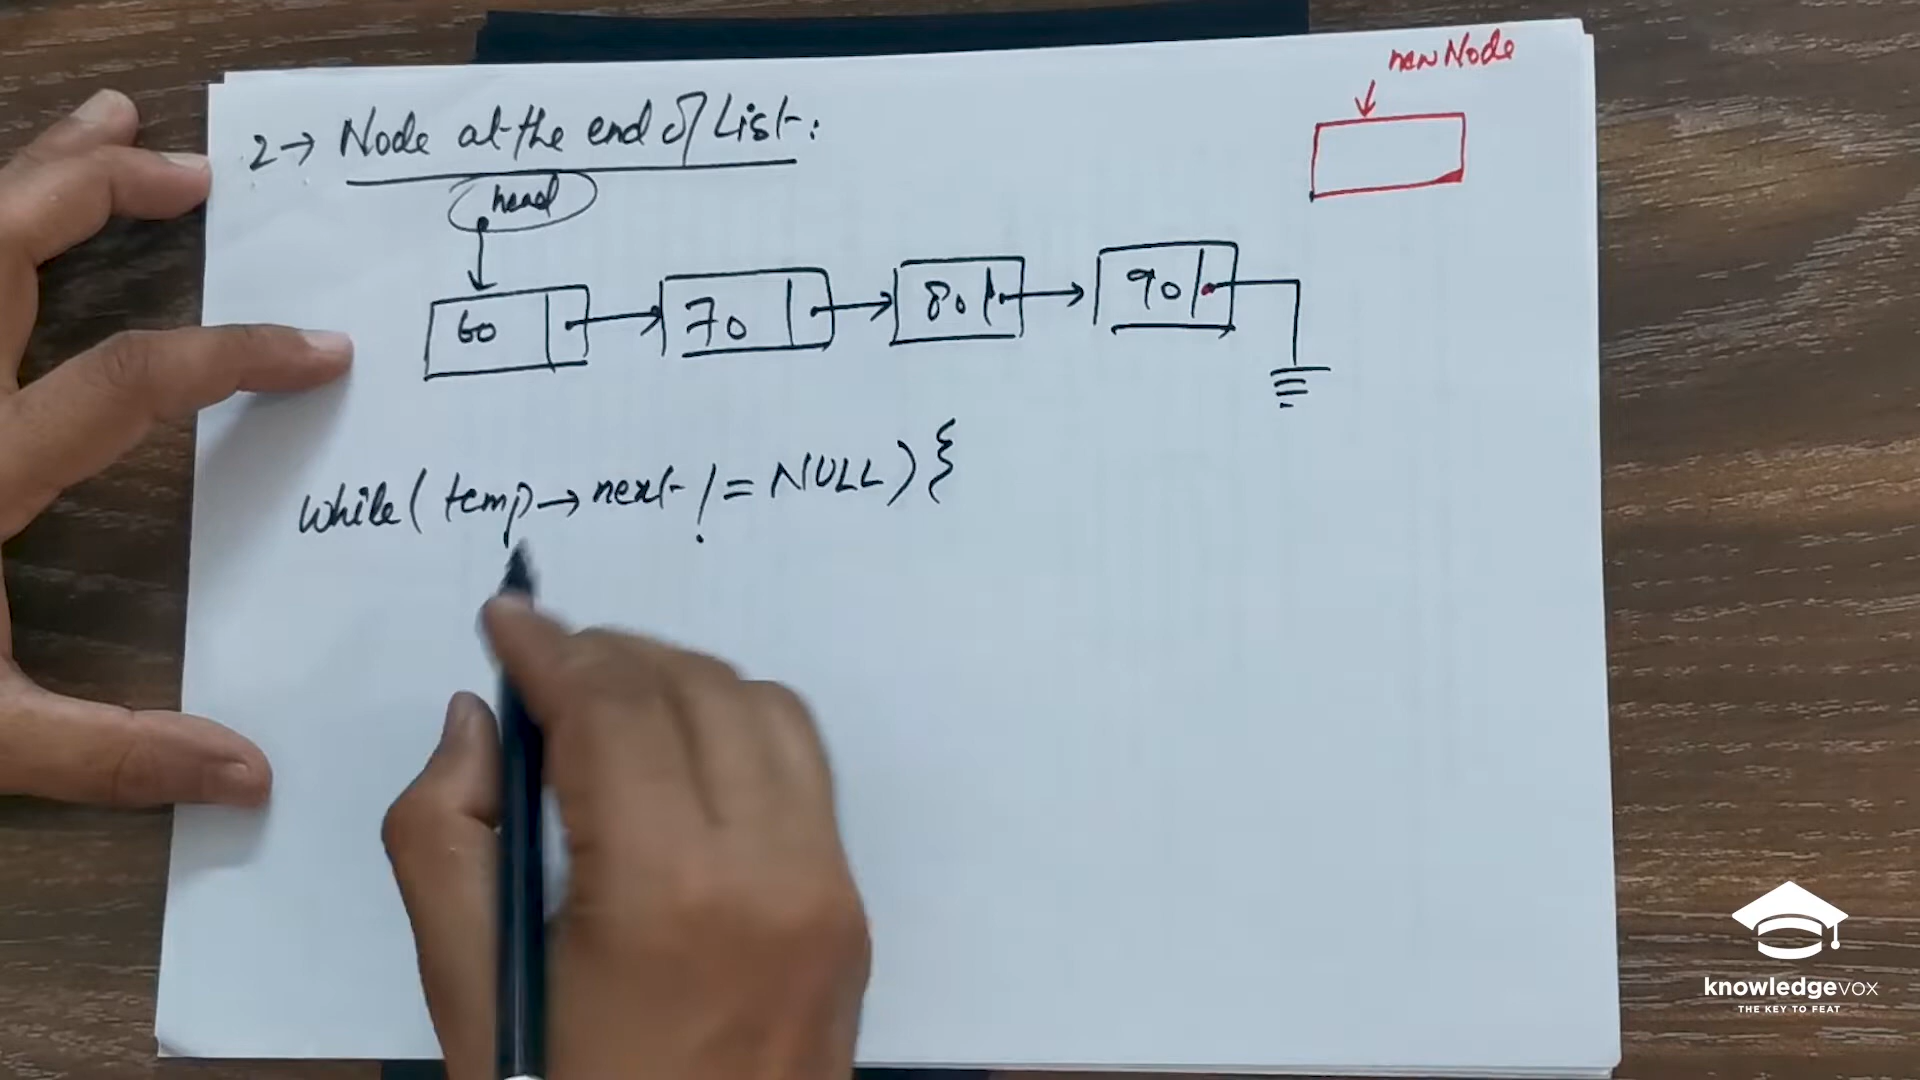 newNode
2→ Node at the end of List:
head
60 70 80 90
while( temp→next != NULL) {
knowledgevox
THE KEY TO FEAT